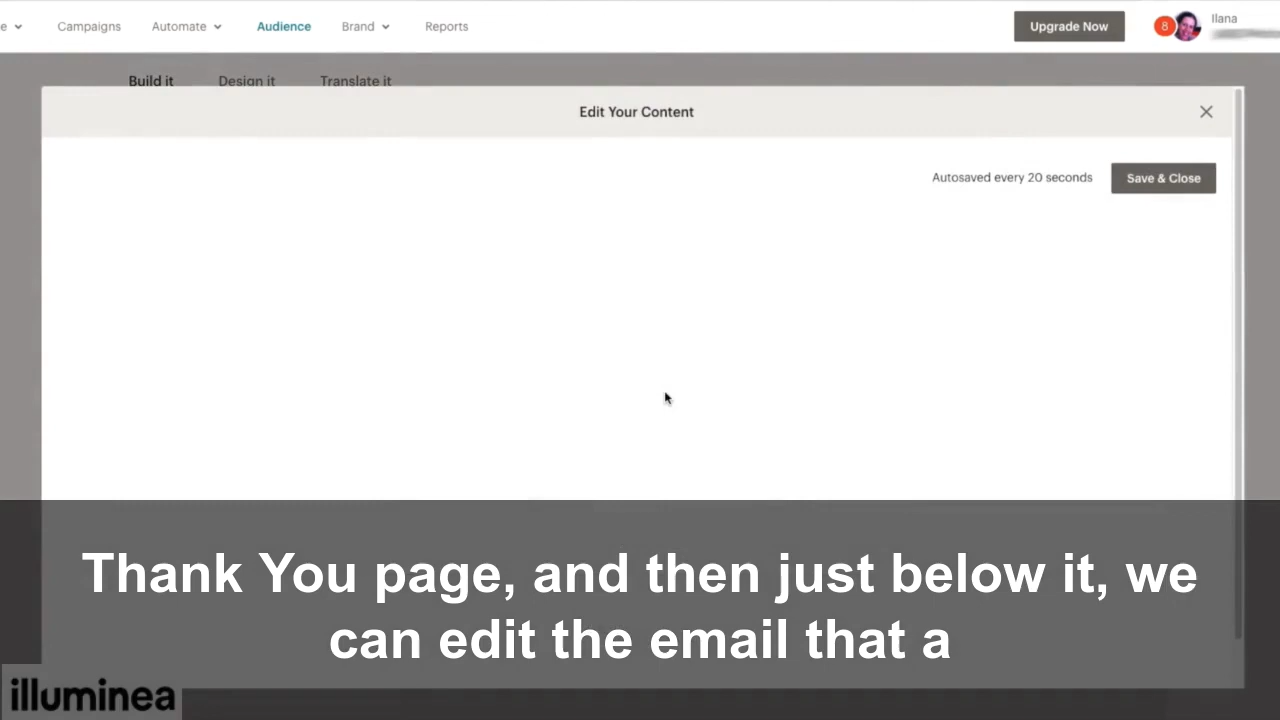 e Campaigns Automate Audience Brand Reports Upgrade Now 8 Ilana
Build it Design it Translate it
Edit Your Content
Autosaved every 20 seconds Save & Close
Thank You page, and then just below it, we
can edit the email that a
illuminea